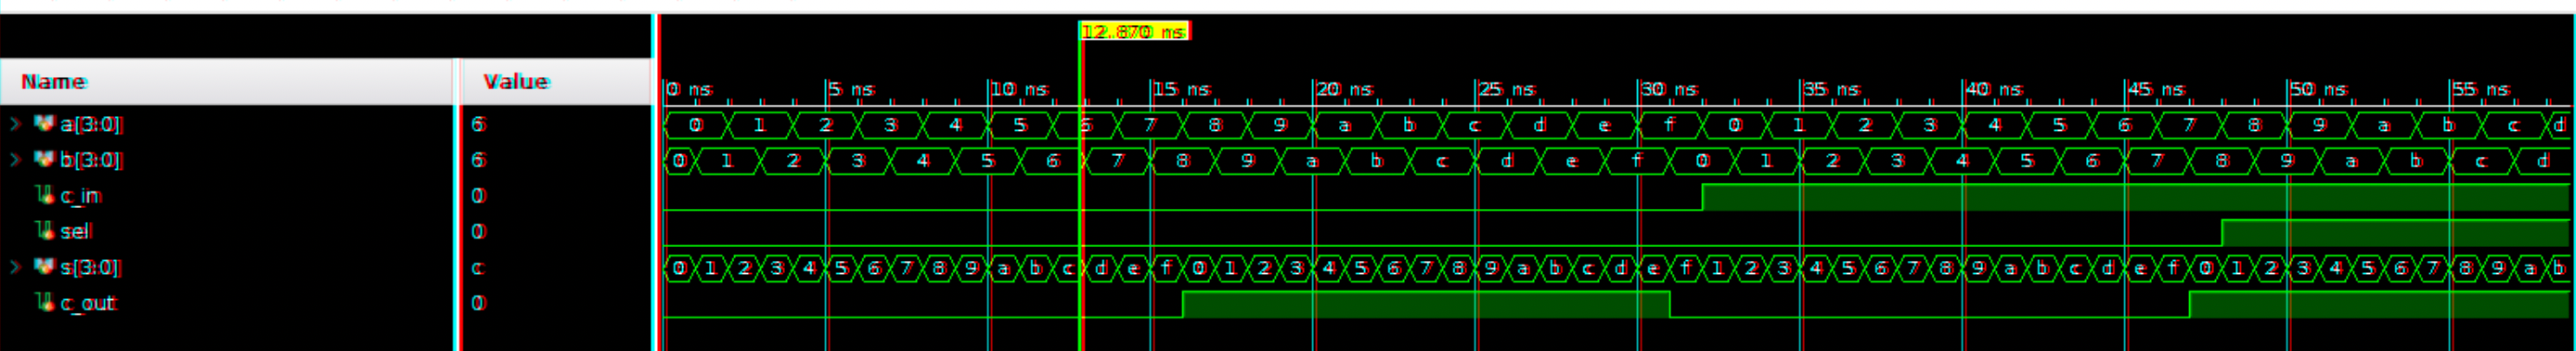 12.870 ns
Name Value
0 ns 5 ns 10 ns 15 ns 20 ns 25 ns 30 ns 35 ns 40 ns 45 ns 50 ns 55 ns
a[3:0] 6 0 1 2 3 4 5 6 7 8 9 a b c d e f 0 1 2 3 4 5 6 7 8 9 a b c d
b[3:0] 6 0 1 2 3 4 5 6 7 8 9 a b c d e f 0 1 2 3 4 5 6 7 8 9 a b c d
c_in 0
sel 0
s[3:0] c 0 1 2 3 4 5 6 7 8 9 a b c d e f 0 1 2 3 4 5 6 7 8 9 a b c d e f 1 2 3 4 5 6 7 8 9 a b c d e f 0 1 2 3 4 5 6 7 8 9 a b
c_out 0